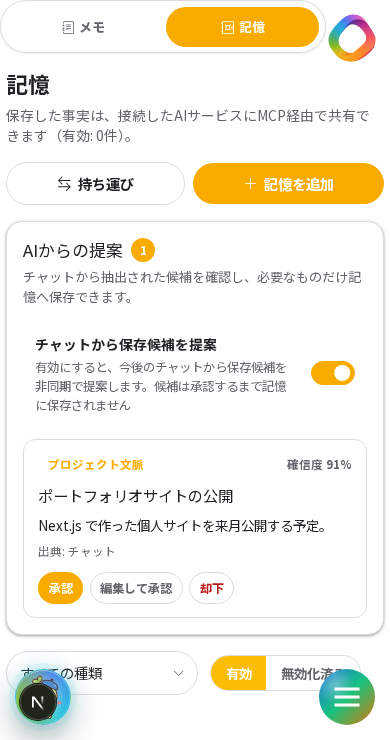 メモ
記憶
記憶
保存した事実は、接続したAIサービスにMCP経由で共有で
きます（有効: 0件）。
持ち運び
記憶を追加
AIからの提案 1
チャットから抽出された候補を確認し、必要なものだけ記
憶へ保存できます。
チャットから保存候補を提案
有効にすると、今後のチャットから保存候補を
非同期で提案します。候補は承認するまで記憶
に保存されません
プロジェクト文脈
確信度 91%
ポートフォリオサイトの公開
Next.js で作った個人サイトを来月公開する予定。
出典: チャット
承認
編集して承認
却下
の種類
有効
無効化済
N